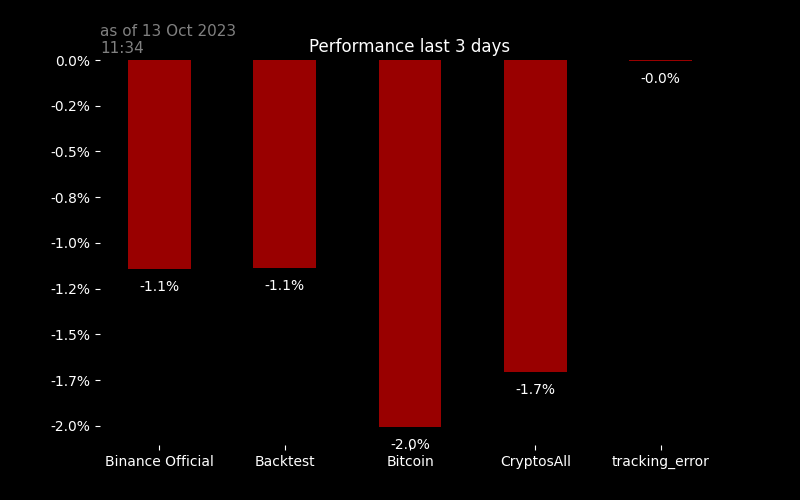 as of 13 Oct 2023
11:34
Performance last 3 days
0.0%
-0.2%
-0.5%
-0.8%
-1.0%
-1.2%
-1.5%
-1.7%
-2.0%
-1.1%
-1.1%
-2.0%
-1.7%
-0.0%
Binance Official
Backtest
Bitcoin
CryptosAll
tracking_error